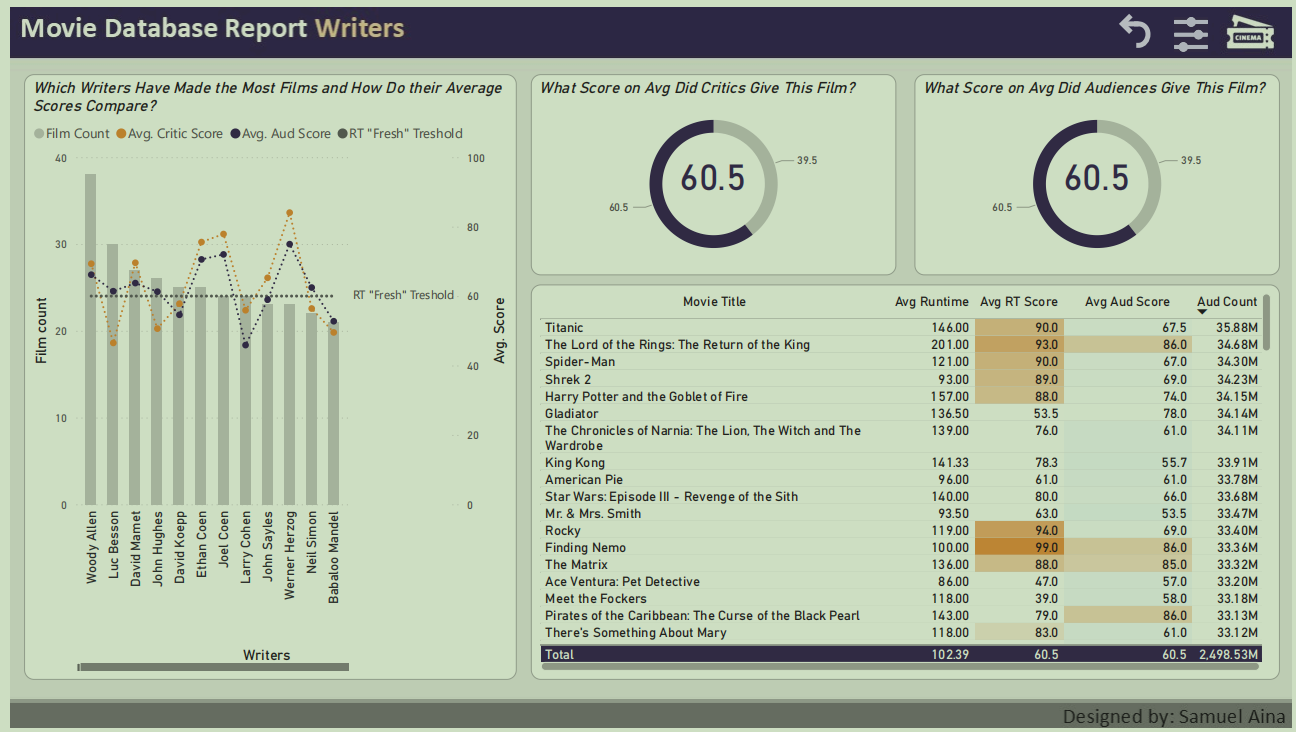 Movie Database Report Writers
CINEMA
Which Writers Have Made the Most Films and How Do their Average
Scores Compare?
Film Count Avg. Critic Score Avg. Aud Score RT "Fresh" Treshold
40
30
20
10
0
Film count
100
80
60
40
20
0
Avg. Score
RT "Fresh" Treshold
Woody Allen
Luc Besson
David Mamet
John Hughes
David Koepp
Ethan Coen
Joel Coen
Larry Cohen
John Sayles
Werner Herzog
Neil Simon
Babaloo Mandel
Writers
What Score on Avg Did Critics Give This Film?
39.5
60.5
60.5
What Score on Avg Did Audiences Give This Film?
39.5
60.5
60.5
Movie Title Avg Runtime Avg RT Score Avg Aud Score Aud Count
Titanic 146.00 90.0 67.5 35.88M
The Lord of the Rings: The Return of the King 201.00 93.0 86.0 34.68M
Spider-Man 121.00 90.0 67.0 34.30M
Shrek 2 93.00 89.0 69.0 34.23M
Harry Potter and the Goblet of Fire 157.00 88.0 74.0 34.15M
Gladiator 136.50 53.5 78.0 34.14M
The Chronicles of Narnia: The Lion, The Witch and The 139.00 76.0 61.0 34.11M
Wardrobe
King Kong 141.33 78.3 55.7 33.91M
American Pie 96.00 61.0 61.0 33.78M
Star Wars: Episode III - Revenge of the Sith 140.00 80.0 66.0 33.68M
Mr. & Mrs. Smith 93.50 63.0 53.5 33.47M
Rocky 119.00 94.0 69.0 33.40M
Finding Nemo 100.00 99.0 86.0 33.36M
The Matrix 136.00 88.0 85.0 33.32M
Ace Ventura: Pet Detective 86.00 47.0 57.0 33.20M
Meet the Fockers 118.00 39.0 58.0 33.18M
Pirates of the Caribbean: The Curse of the Black Pearl 143.00 79.0 86.0 33.13M
There's Something About Mary 118.00 83.0 61.0 33.12M
Total 102.39 60.5 60.5 2,498.53M
Designed by: Samuel Aina